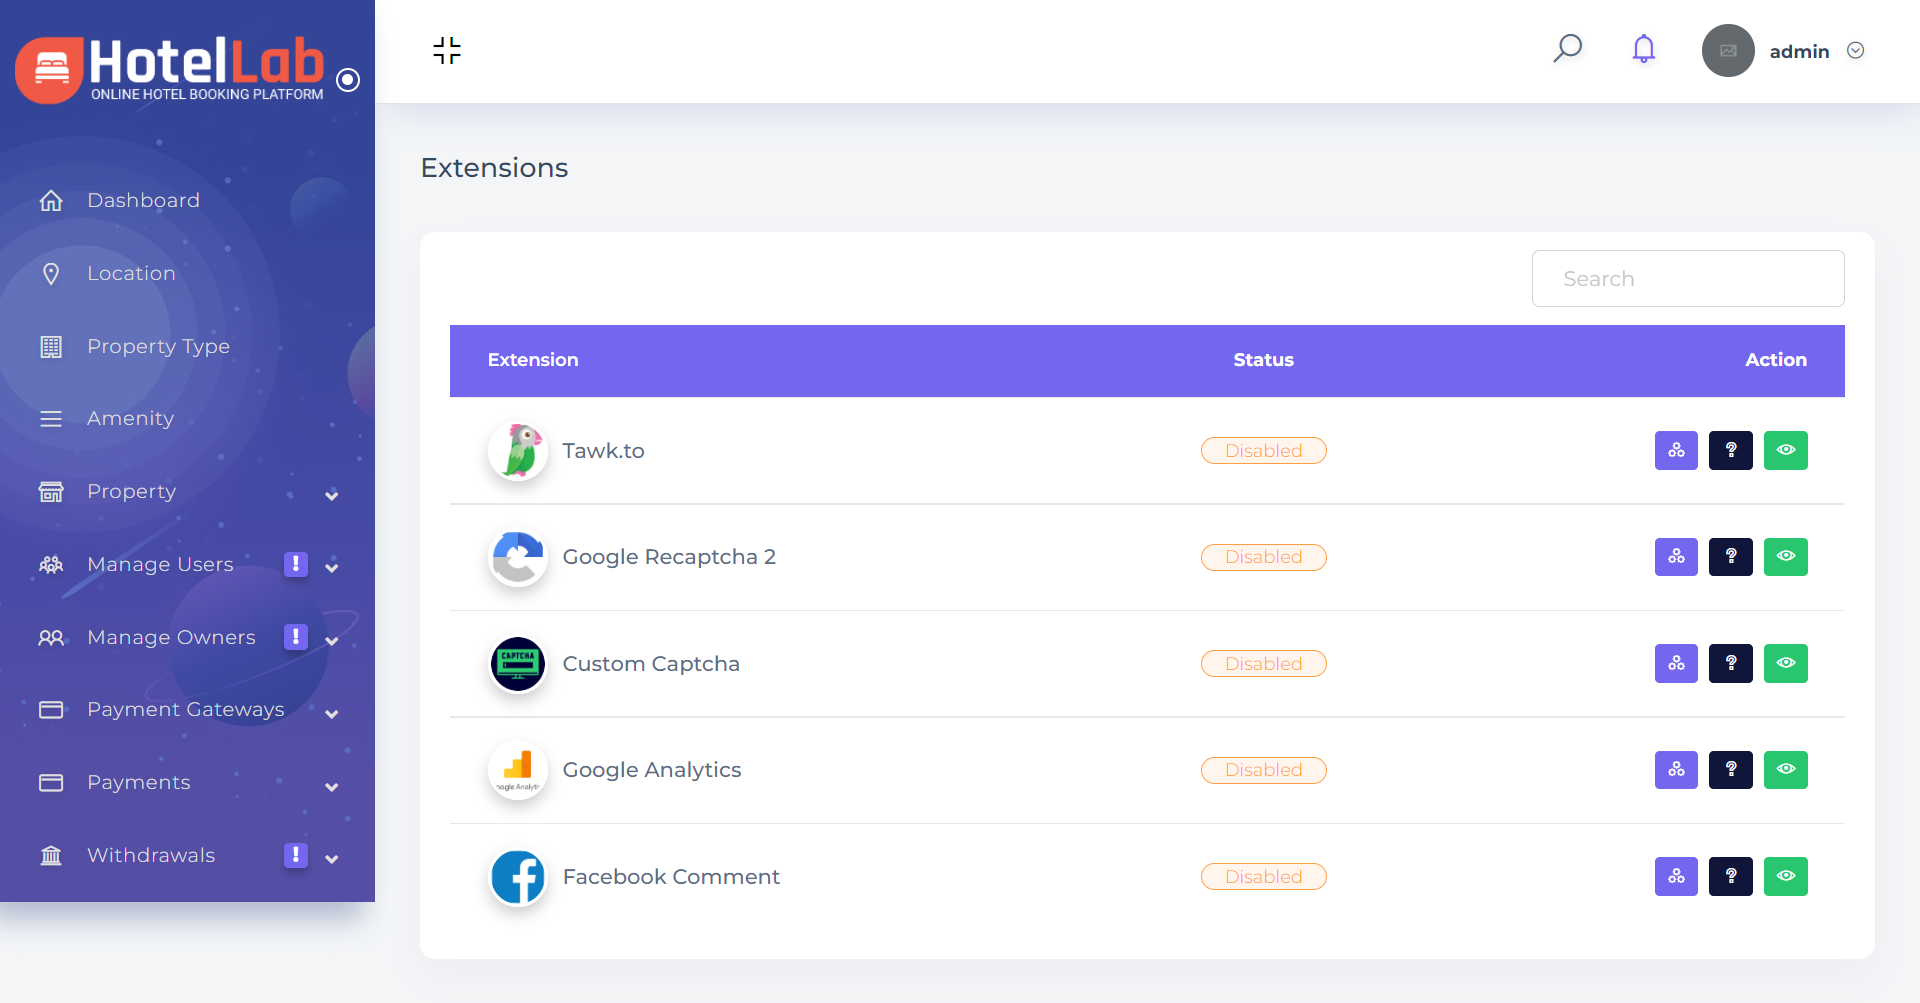 HotelLab
ONLINE HOTEL BOOKING PLATFORM
admin
Dashboard
Location
Property Type
Amenity
Property
Manage Users !
Manage Owners !
Payment Gateways
Payments
Withdrawals !
Extensions
Search
Extension Status Action
Tawk.to Disabled ?
Google Recaptcha 2 Disabled ?
CAPTCHA
Custom Captcha Disabled ?
oogle Analytic
Google Analytics Disabled ?
Facebook Comment Disabled ?